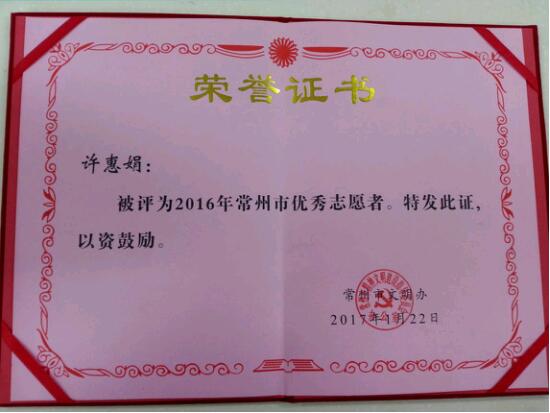 荣誉证书
许惠娟：
被评为2016年常州市优秀志愿者。特发此证，
以资鼓励。
常州市文明办
2017年1月22日